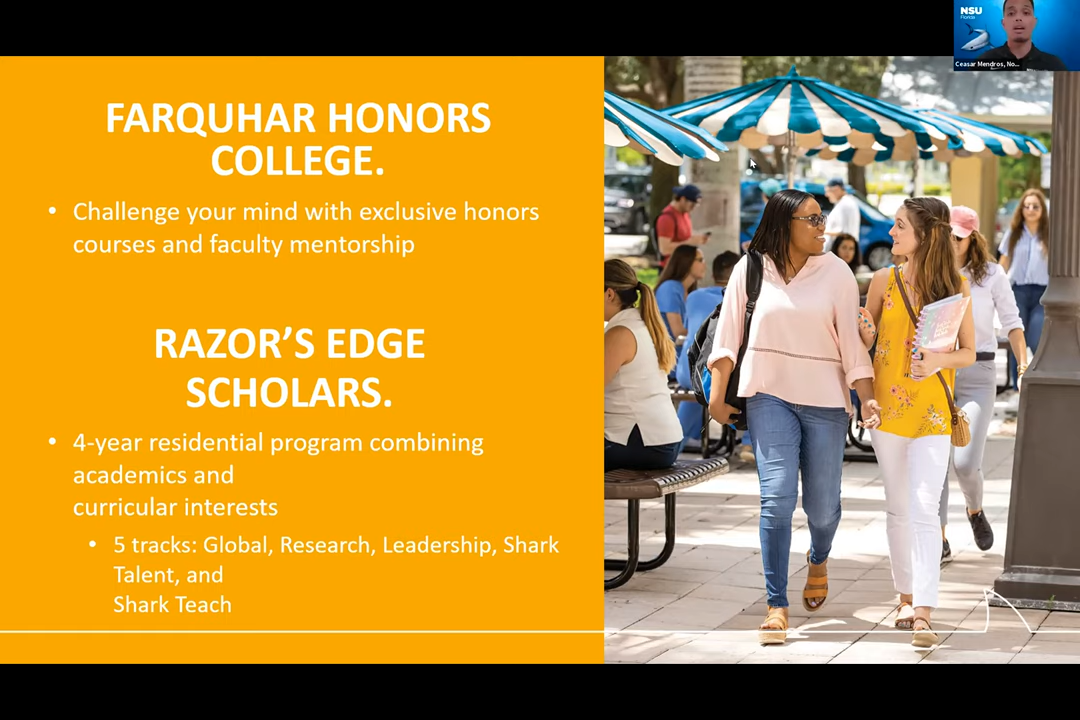 NSU
Florida
Ceasar Mendros, No...
FARQUHAR HONORS
COLLEGE.
• Challenge your mind with exclusive honors
courses and faculty mentorship
RAZOR’S EDGE
SCHOLARS.
• 4-year residential program combining
academics and
curricular interests
• 5 tracks: Global, Research, Leadership, Shark
Talent, and
Shark Teach